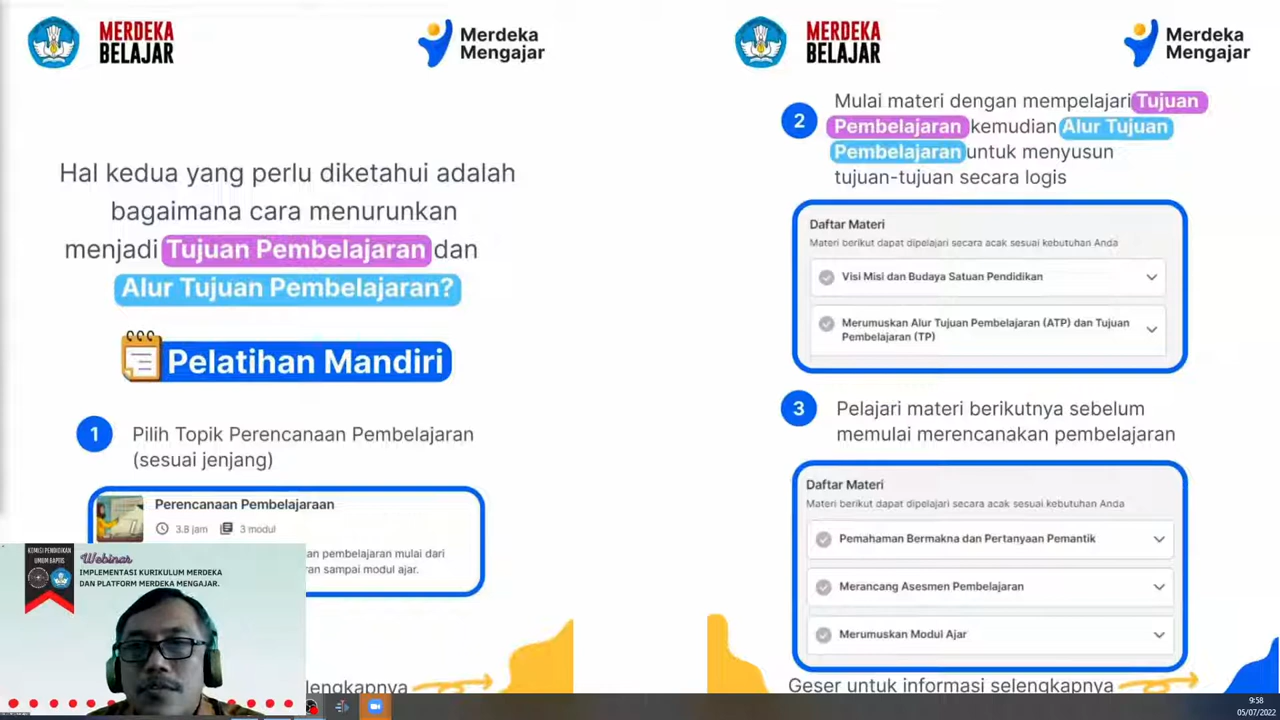 MERDEKA
BELAJAR
Merdeka
Mengajar
Hal kedua yang perlu diketahui adalah
bagaimana cara menurunkan
menjadi Tujuan Pembelajaran dan
Alur Tujuan Pembelajaran?
Pelatihan Mandiri
1
Pilih Topik Perencanaan Pembelajaran
(sesuai jenjang)
Perencanaan Pembelajaraan
3.8 jam
3 modul
an pembelajaran mulai dari
ran sampai modul ajar.
lengkapnya
MERDEKA
BELAJAR
Merdeka
Mengajar
2
Mulai materi dengan mempelajari Tujuan
Pembelajaran kemudian Alur Tujuan
Pembelajaran untuk menyusun
tujuan-tujuan secara logis
Daftar Materi
Materi berikut dapat dipelajari secara acak sesuai kebutuhan Anda
Visi Misi dan Budaya Satuan Pendidikan
Merumuskan Alur Tujuan Pembelajaran (ATP) dan Tujuan
Pembelajaran (TP)
3
Pelajari materi berikutnya sebelum
memulai merencanakan pembelajaran
Daftar Materi
Materi berikut dapat dipelajari secara acak sesuai kebutuhan Anda
Pemahaman Bermakna dan Pertanyaan Pemantik
Merancang Asesmen Pembelajaran
Merumuskan Modul Ajar
Geser untuk informasi selengkapnya
KOMISI PENDIDIKAN
UMUM BAPDS
Webinar
IMPLEMENTASI KURIKULUM MERDEKA
DAN PLATFORM MERDEKA MENGAJAR.
9:58
05/07/2022